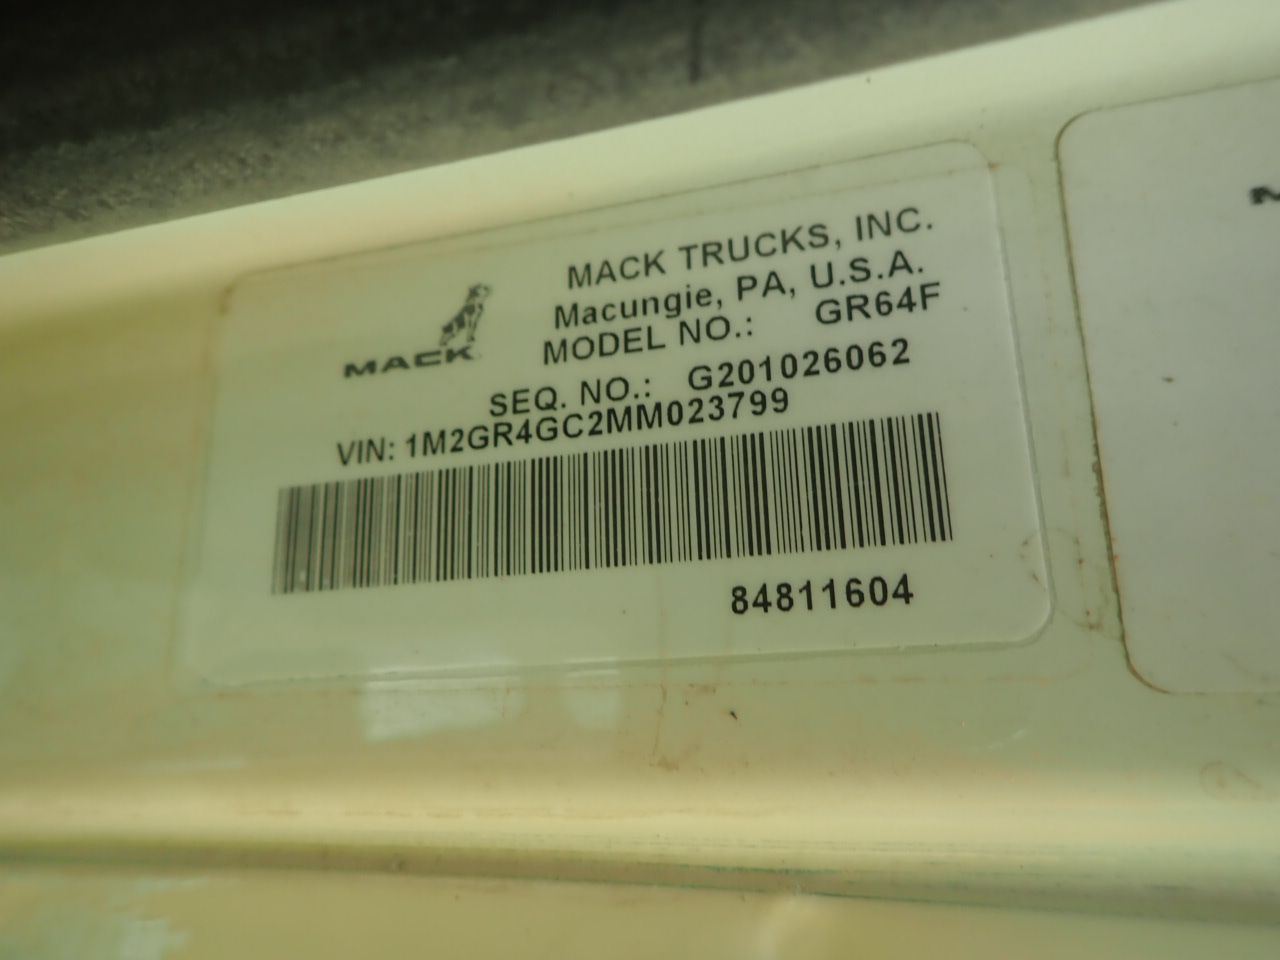 MACK TRUCKS, INC.
Macungie, PA, U.S.A.
MACK
MODEL NO.: GR64F
SEQ. NO.: G201026062
VIN: 1M2GR4GC2MM023799
84811604